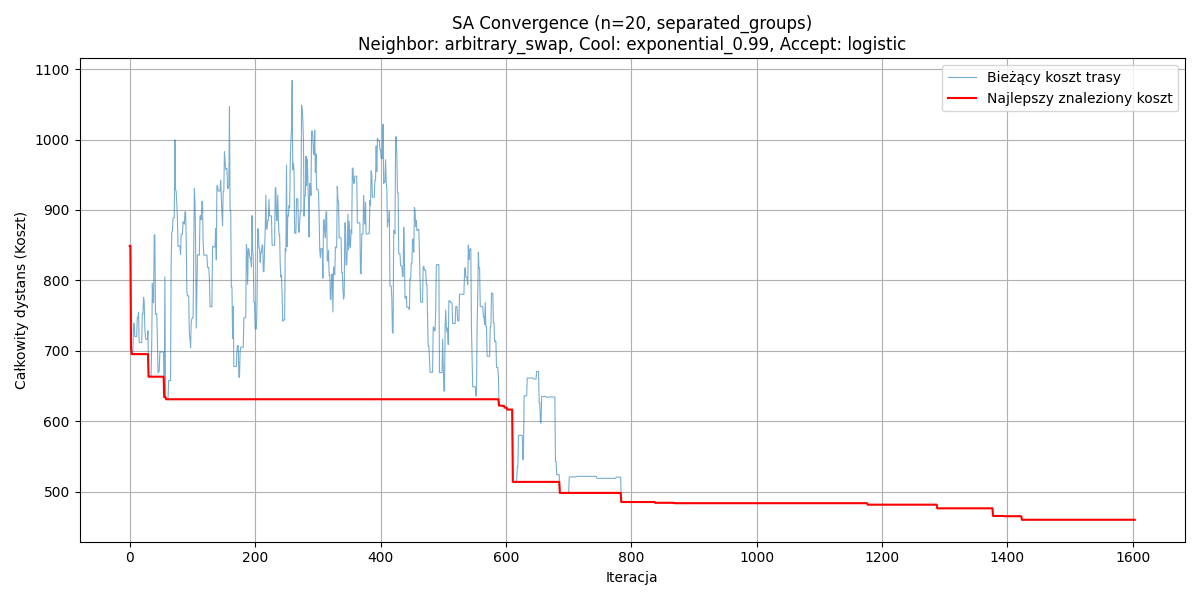 SA Convergence (n=20, separated_groups)
Neighbor: arbitrary_swap, Cool: exponential_0.99, Accept: logistic
Bieżący koszt trasy
Najlepszy znaleziony koszt
Całkowity dystans (Koszt)
1100
1000
900
800
700
600
500
0 200 400 600 800 1000 1200 1400 1600
Iteracja